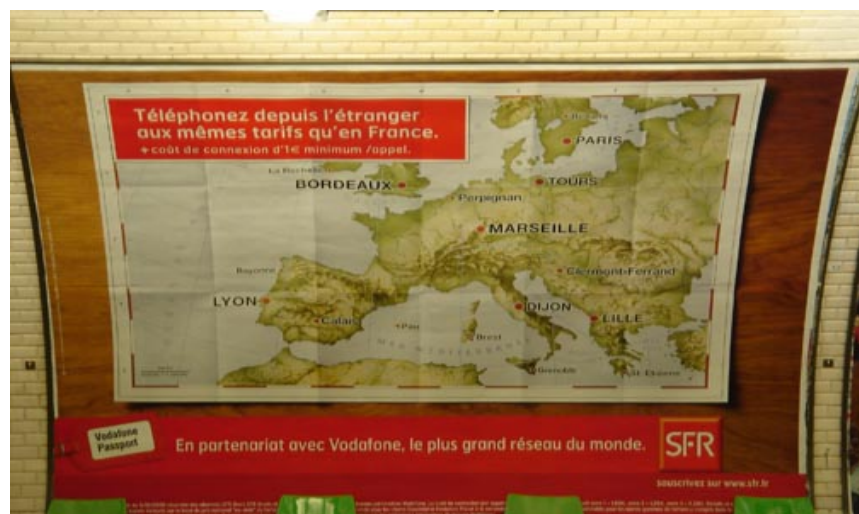 Téléphonez depuis l'étranger
aux mêmes tarifs qu'en France.
+ coût de connexion d'1€ minimum /appel.
PARIS
La Rochelle
BORDEAUX
TOURS
Perpignan
MARSEILLE
Bayonne
Clermont-Ferrand
LYON
DIJON
Calais
Pau
LILLE
Brest
MER MÉDITERRANÉE
Grenoble
St-Etienne
Vodafone
Passport
En partenariat avec Vodafone, le plus grand réseau du monde.
SFR
souscrivez sur www.sfr.fr